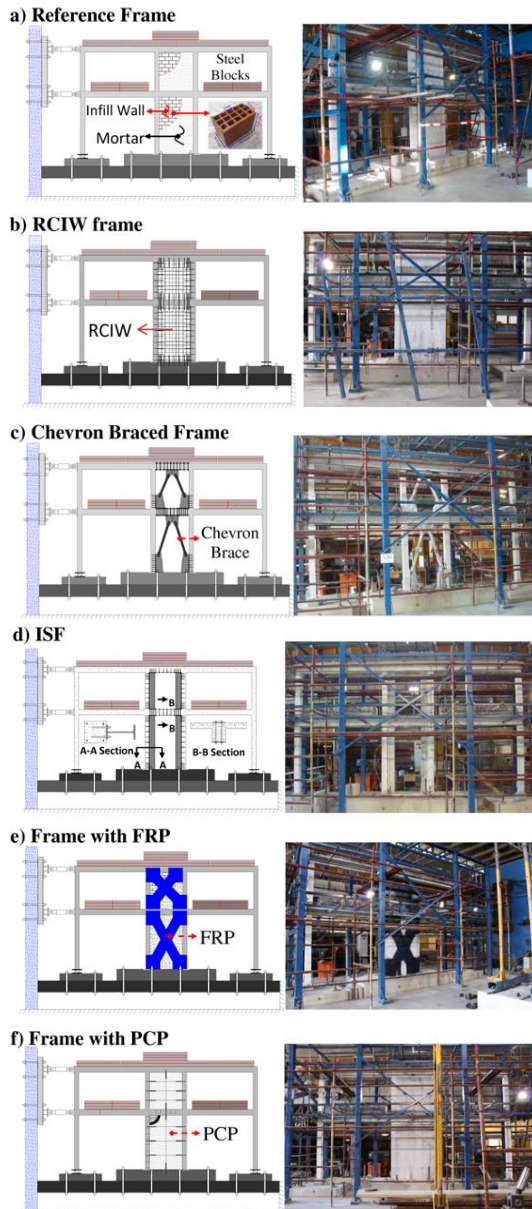 a) Reference Frame
Steel
Blocks
Infill Wall
Mortar
b) RCIW frame
RCIW
c) Chevron Braced Frame
Chevron
Brace
d) ISF
B
B
A-A Section
B-B Section
A
A
e) Frame with FRP
FRP
f) Frame with PCP
PCP